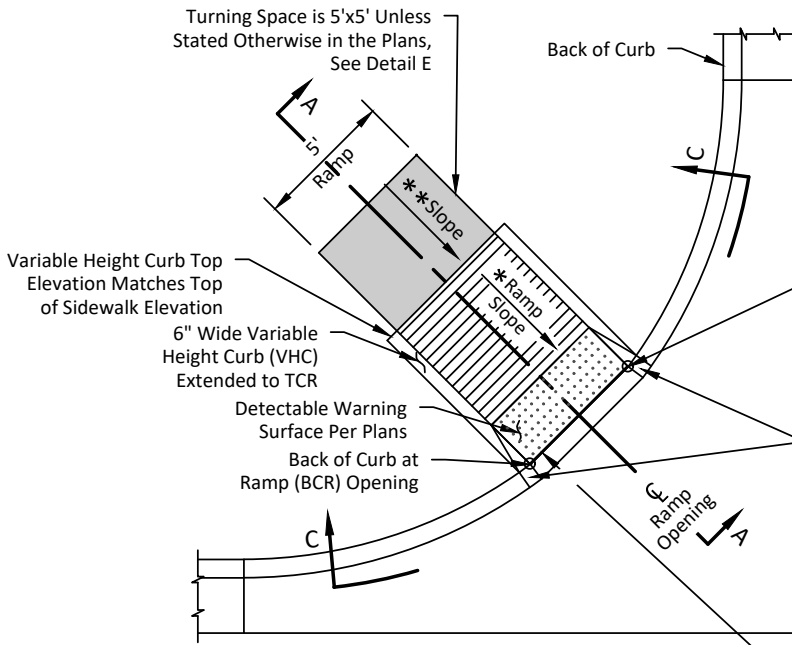 Turning Space is 5'x5' Unless
Stated Otherwise in the Plans,
See Detail E
Back of Curb
A
5'
Ramp
**Slope
C
Variable Height Curb Top
Elevation Matches Top
of Sidewalk Elevation
*Ramp
Slope
6" Wide Variable
Height Curb (VHC)
Extended to TCR
Detectable Warning
Surface Per Plans
Back of Curb at
Ramp (BCR) Opening
℄
Ramp
Opening
A
C